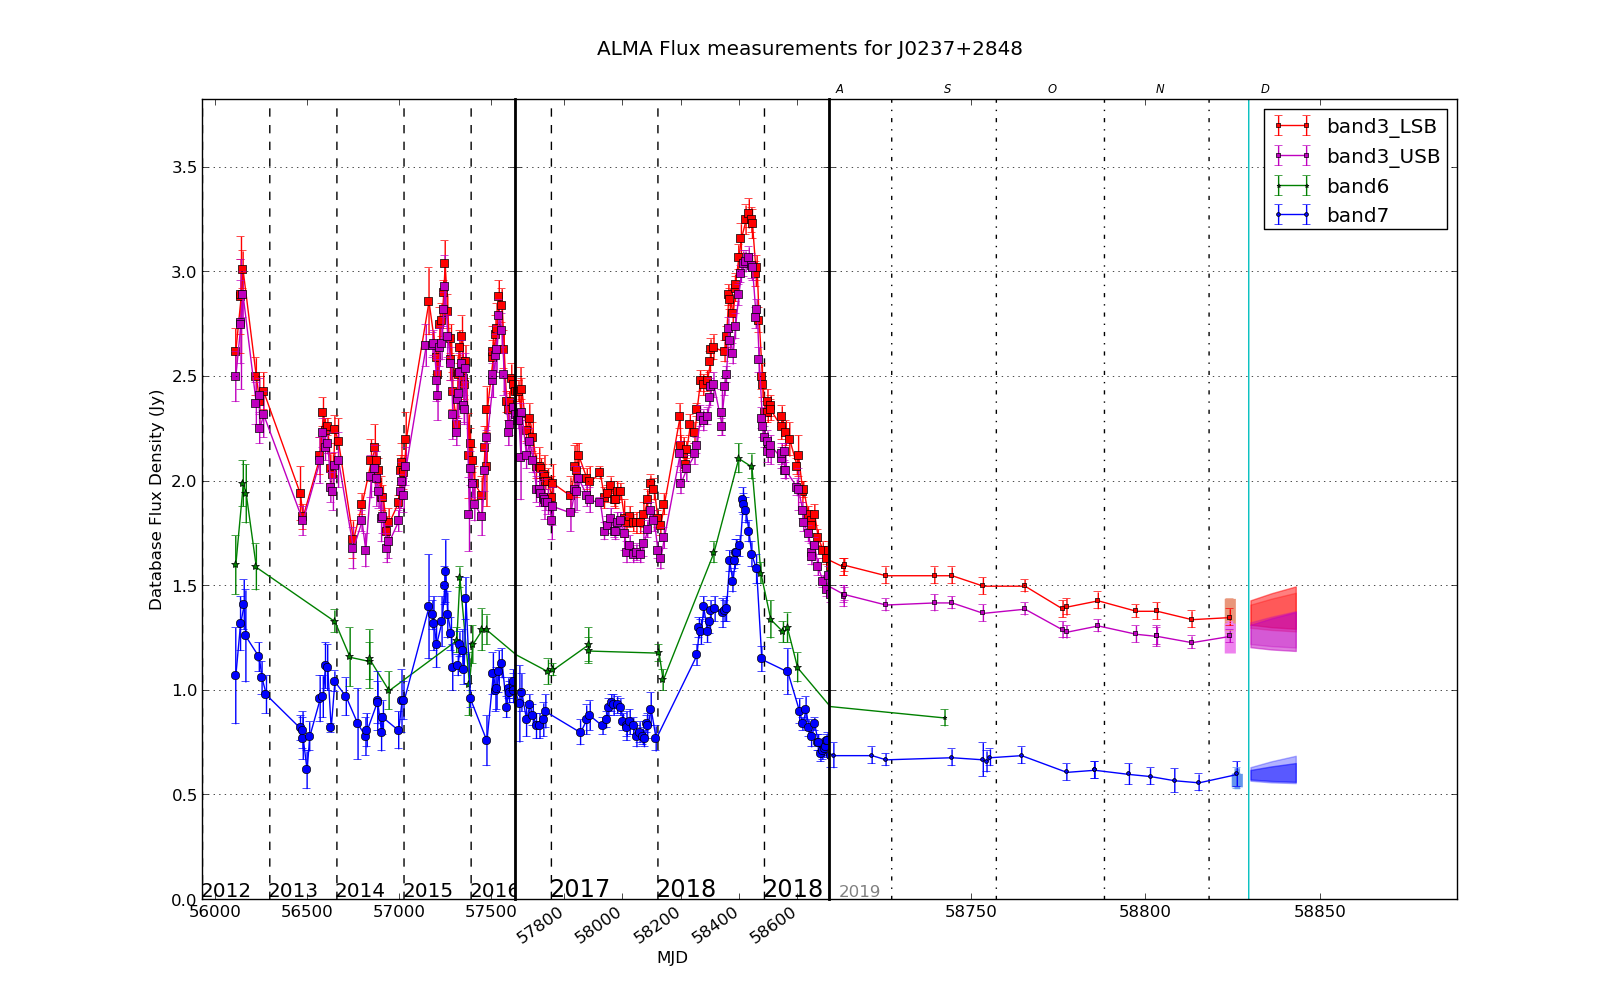 ALMA Flux measurements for J0237+2848
A S O N D
band3_LSB
band3_USB
band6
band7
Database Flux Density (Jy)
3.5
3.0
2.5
2.0
1.5
1.0
0.5
0.0
2012 2013 2014 2015 2016 2017 2018 2018 2019
56000 56500 57000 57500 57800 58000 58200 58400 58600 58750 58800 58850
MJD